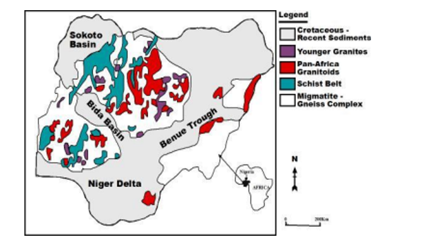 Sokoto
Basin
Bida Basin
Benue Trough
Niger Delta
Legend
Cretaceous -
Recent Sediments
Younger Granites
Pan-Africa
Granitoids
Schist Belt
Migmatite -
Gneiss Complex
N
Nigeria
AFRICA
0